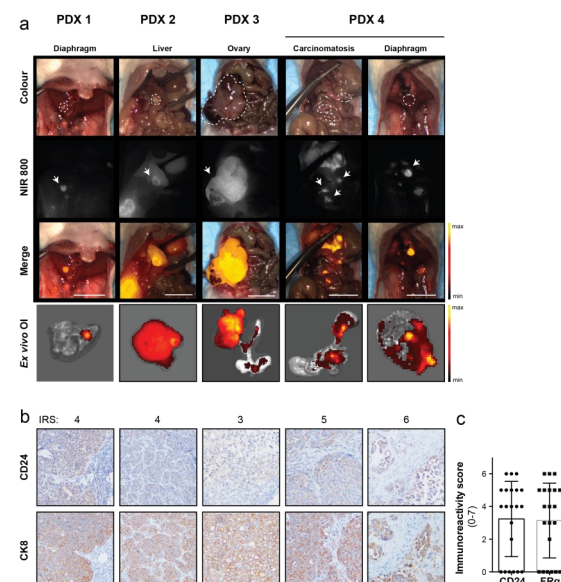 a
PDX 1 PDX 2 PDX 3 PDX 4
Diaphragm Liver Ovary Carcinomatosis Diaphragm
Colour
NIR 800
Merge
max
min
Ex vivo OI
max
min
b
IRS: 4 4 3 5 6
CD24
CK8
c
Immunoreactivity score
(0-7)
6
4
2
0
CD24 ERα